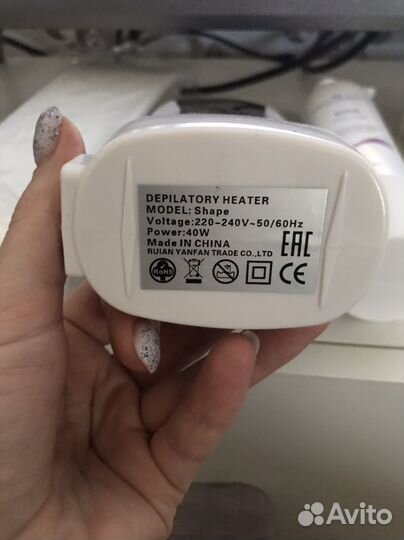 DEPILATORY HEATER
MODEL: Shape
Voltage:220-240V~50/60Hz
Power:40W
Made IN CHINA
RUIAN YANFAN TRADE CO.,LTD
EAC
RoHS
CE
Avito